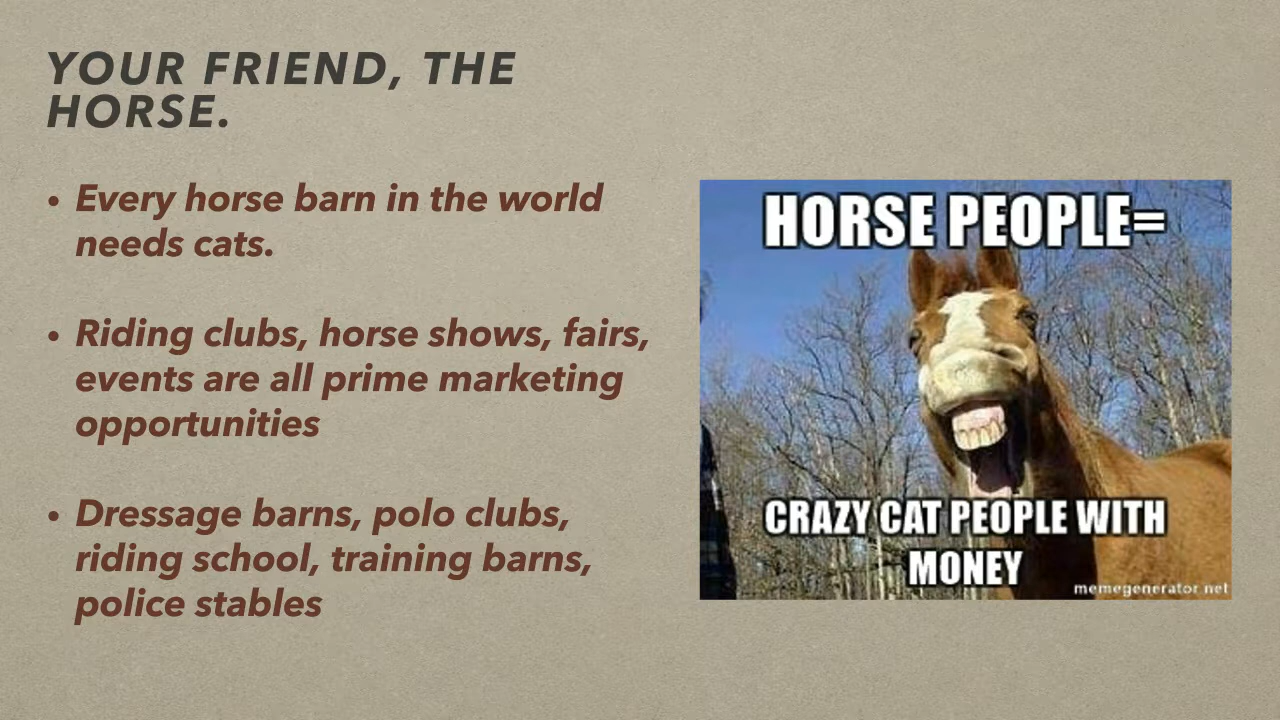 YOUR FRIEND, THE
HORSE.
• Every horse barn in the world
needs cats.
• Riding clubs, horse shows, fairs,
events are all prime marketing
opportunities
• Dressage barns, polo clubs,
riding school, training barns,
police stables
HORSE PEOPLE=
CRAZY CAT PEOPLE WITH
MONEY
memegenerator.net